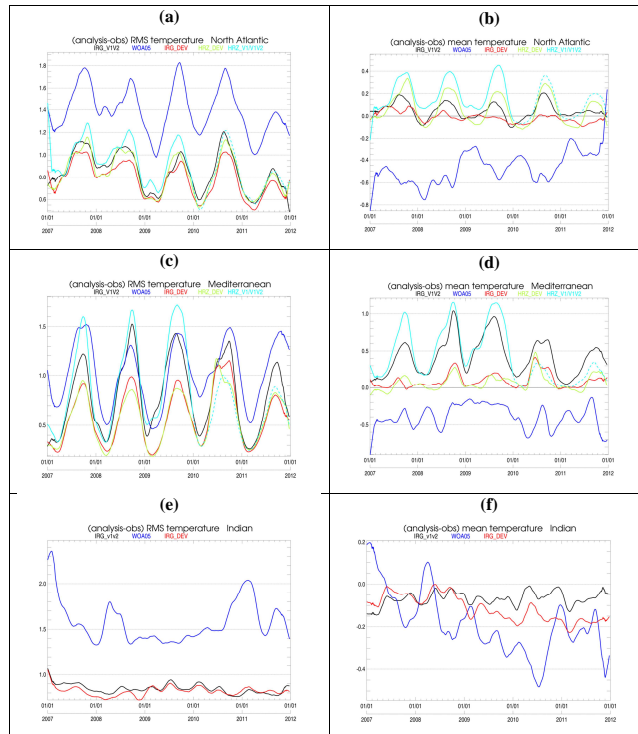 (a)
(analysis-obs) RMS temperature North Atlantic
IRG_V1V2 WOA05 IRG_DEV HRZ_DEV HRZ_V1/V1V2
1.8
1.6
1.4
1.2
1.0
0.8
0.6
01/01 01/01 01/01 01/01 01/01 01/01
2007 2008 2009 2010 2011 2012
(b)
(analysis-obs) mean temperature North Atlantic
IRG_V1V2 WOA05 IRG_DEV HRZ_DEV HRZ_V1/V1V2
0.4
0.2
0.0
-0.2
-0.4
-0.6
-0.8
01/01 01/01 01/01 01/01 01/01 01/01
2007 2008 2009 2010 2011 2012
(c)
(analysis-obs) RMS temperature Mediterranean
IRG_V1V2 WOA05 IRG_DEV HRZ_DEV HRZ_V1/V1V2
1.5
1.0
0.5
01/01 01/01 01/01 01/01 01/01 01/01
2007 2008 2009 2010 2011 2012
(d)
(analysis-obs) mean temperature Mediterranean
IRG_V1V2 WOA05 IRG_DEV HRZ_DEV HRZ_V1/V1V2
1.0
0.5
0.0
-0.5
01/01 01/01 01/01 01/01 01/01 01/01
2007 2008 2009 2010 2011 2012
(e)
(analysis-obs) RMS temperature Indian
IRG_v1v2 WOA05 IRG_DEV
2.0
1.5
1.0
01/01 01/01 01/01 01/01 01/01 01/01
2007 2008 2009 2010 2011 2012
(f)
(analysis-obs) mean temperature Indian
IRG_v1v2 WOA05 IRG_DEV
0.2
0.0
-0.2
-0.4
01/01 01/01 01/01 01/01 01/01 01/01
2007 2008 2009 2010 2011 2012